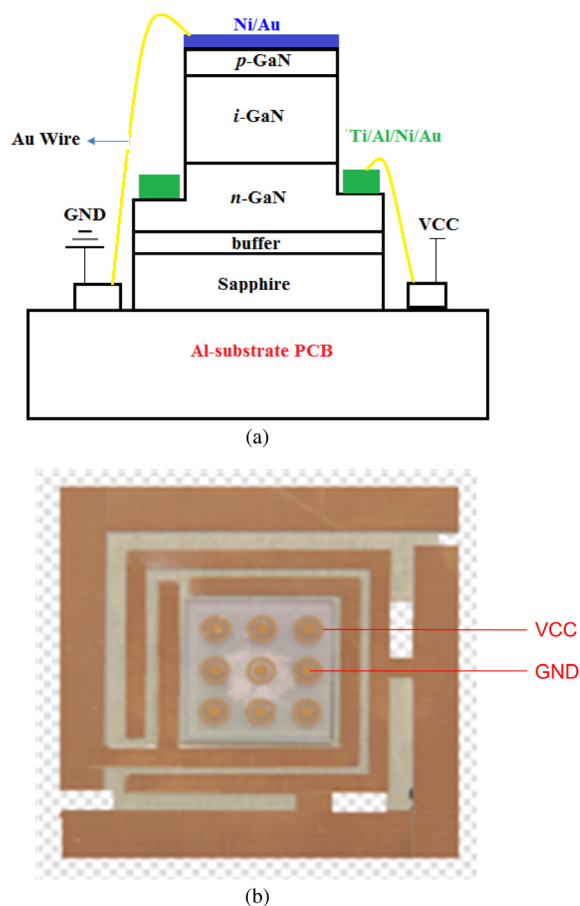 Ni/Au
p-GaN
i-GaN
Au Wire
Ti/Al/Ni/Au
n-GaN
GND
VCC
buffer
Sapphire
Al-substrate PCB
(a)
VCC
GND
(b)